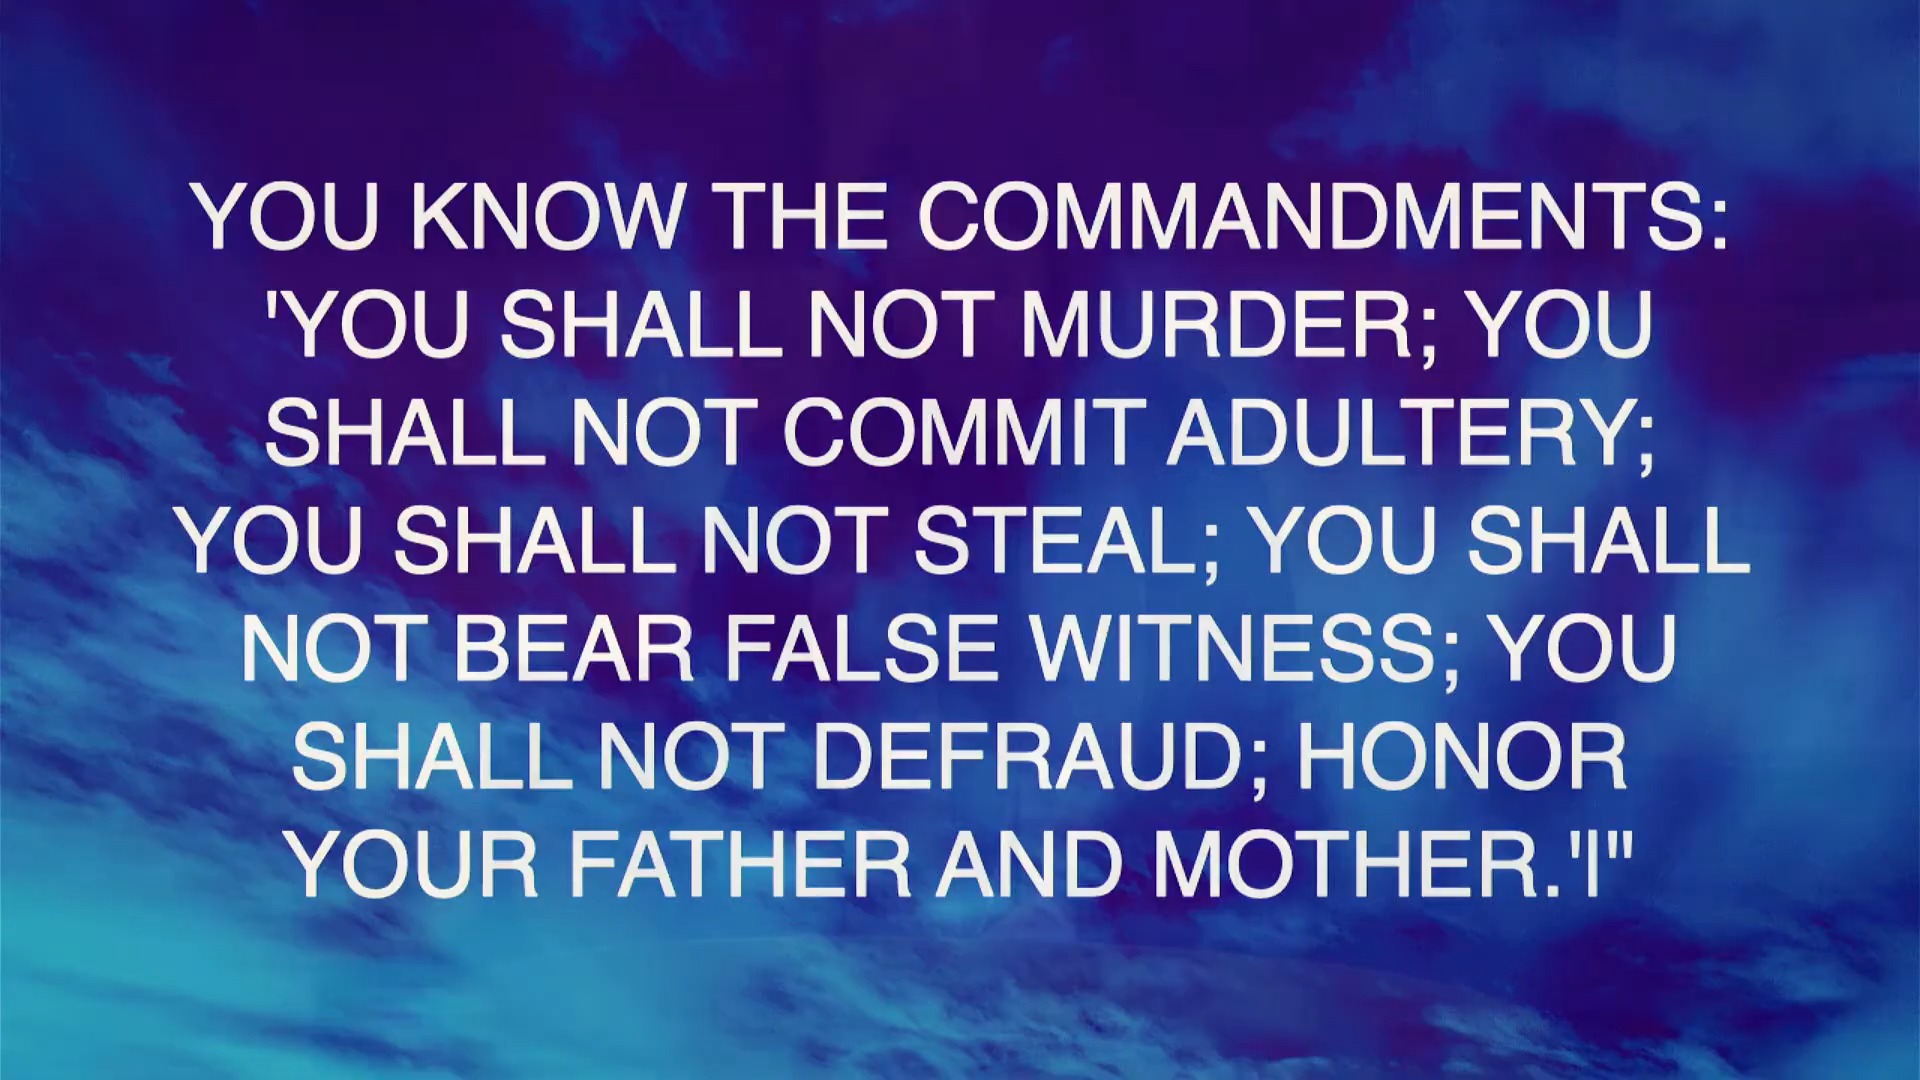 YOU KNOW THE COMMANDMENTS:
'YOU SHALL NOT MURDER; YOU
SHALL NOT COMMIT ADULTERY;
YOU SHALL NOT STEAL; YOU SHALL
NOT BEAR FALSE WITNESS; YOU
SHALL NOT DEFRAUD; HONOR
YOUR FATHER AND MOTHER.'|"